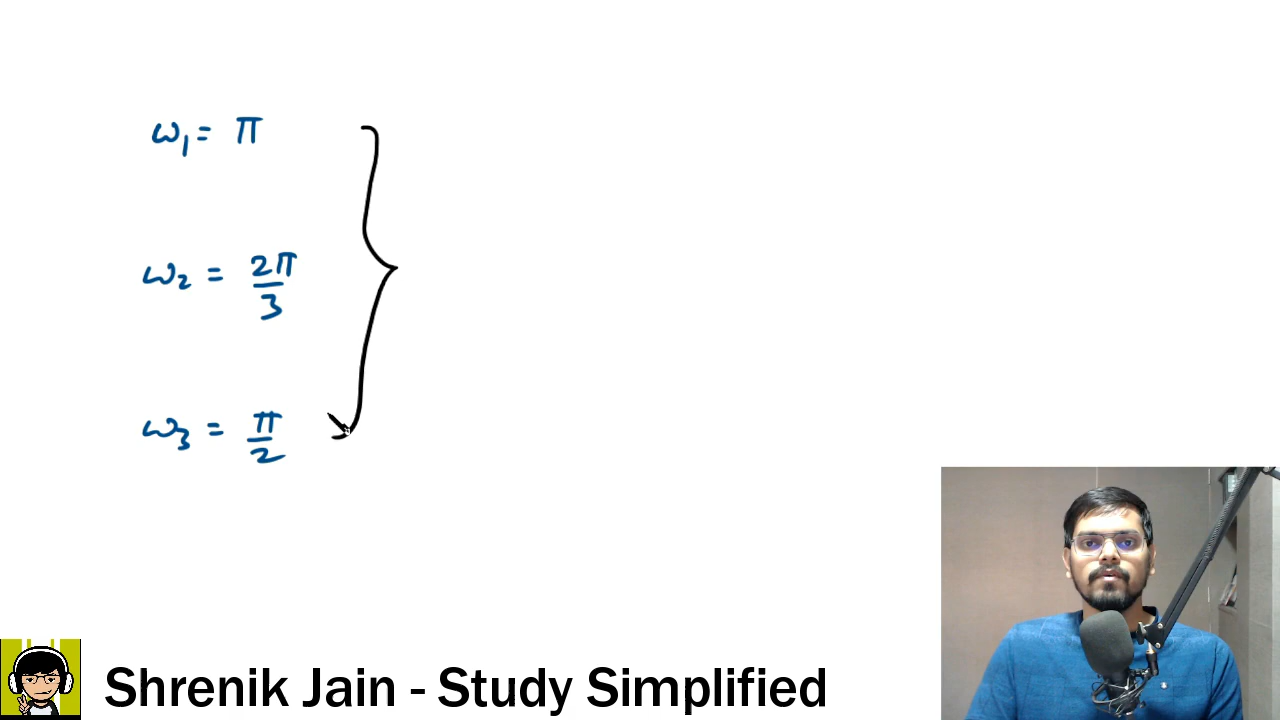 ω1 = π
ω2 = 2π/3
ω3 = π/2
Shrenik Jain - Study Simplified